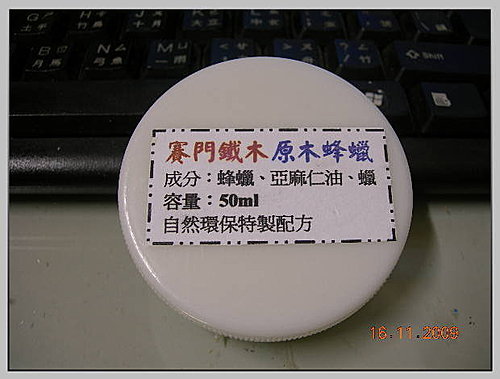 賽門鐵木原木蜂蠟
成分：蜂蠟、亞麻仁油、蠟
容量：50ml
自然環保特製配方
16.11.2009